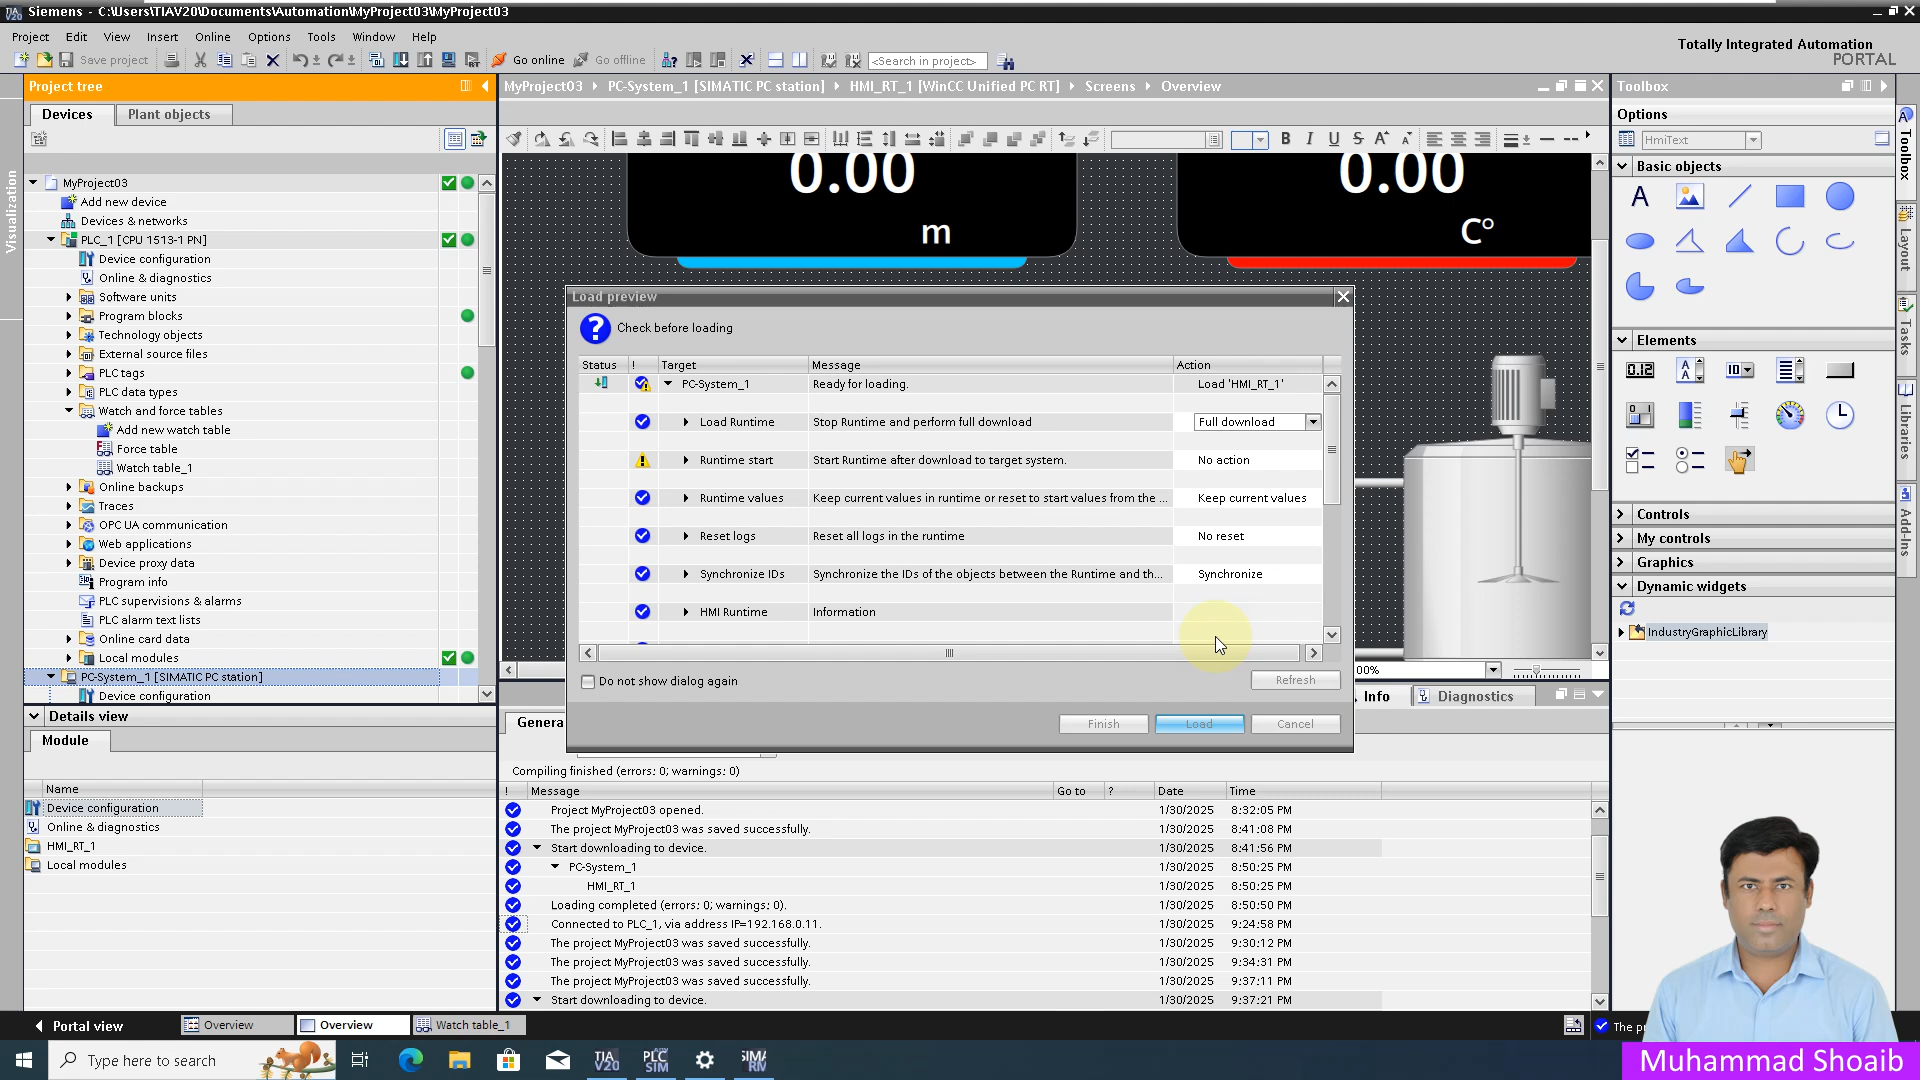 Siemens - C:\Users\TIAV20\Documents\Automation\MyProject03\MyProject03
Project Edit View Insert Online Options Tools Window Help
Totally Integrated Automation
PORTAL
Save project
Go online
Go offline
<Search in project>
Project tree
MyProject03
PC-System_1 [SIMATIC PC station]
HMI_RT_1 [WinCC Unified PC RT]
Screens
Overview
Toolbox
Devices
Plant objects
Options
HmiText
Basic objects
Visualization
MyProject03
Add new device
Devices & networks
PLC_1 [CPU 1513-1 PN]
Device configuration
Online & diagnostics
Software units
Program blocks
Technology objects
External source files
PLC tags
PLC data types
Watch and force tables
Add new watch table
Force table
Watch table_1
Online backups
Traces
OPC UA communication
Web applications
Device proxy data
Program info
PLC supervisions & alarms
PLC alarm text lists
Online card data
Local modules
PC-System_1 [SIMATIC PC station]
Device configuration
0.00
m
0.00
C°
Load preview
Check before loading
Status ! Target Message Action
PC-System_1 Ready for loading. Load 'HMI_RT_1'
Load Runtime Stop Runtime and perform full download Full download
Runtime start Start Runtime after download to target system. No action
Runtime values Keep current values in runtime or reset to start values from the ... Keep current values
Reset logs Reset all logs in the runtime No reset
Synchronize IDs Synchronize the IDs of the objects between the Runtime and th... Synchronize
HMI Runtime Information
Do not show dialog again
Refresh
Finish
Load
Cancel
Elements
Controls
My controls
Graphics
Dynamic widgets
IndustryGraphicLibrary
Toolbox
Layout
Tasks
Libraries
Add-Ins
00%
Info
Diagnostics
Genera
Details view
Module
Name
Device configuration
Online & diagnostics
HMI_RT_1
Local modules
Compiling finished (errors: 0; warnings: 0)
! Message Go to ? Date Time
Project MyProject03 opened. 1/30/2025 8:32:05 PM
The project MyProject03 was saved successfully. 1/30/2025 8:41:08 PM
Start downloading to device. 1/30/2025 8:41:56 PM
PC-System_1 1/30/2025 8:50:25 PM
HMI_RT_1 1/30/2025 8:50:25 PM
Loading completed (errors: 0; warnings: 0). 1/30/2025 8:50:50 PM
Connected to PLC_1, via address IP=192.168.0.11. 1/30/2025 9:24:58 PM
The project MyProject03 was saved successfully. 1/30/2025 9:30:12 PM
The project MyProject03 was saved successfully. 1/30/2025 9:34:31 PM
The project MyProject03 was saved successfully. 1/30/2025 9:37:11 PM
Start downloading to device. 1/30/2025 9:37:21 PM
Portal view
Overview
Overview
Watch table_1
The pr
Type here to search
Muhammad Shoaib